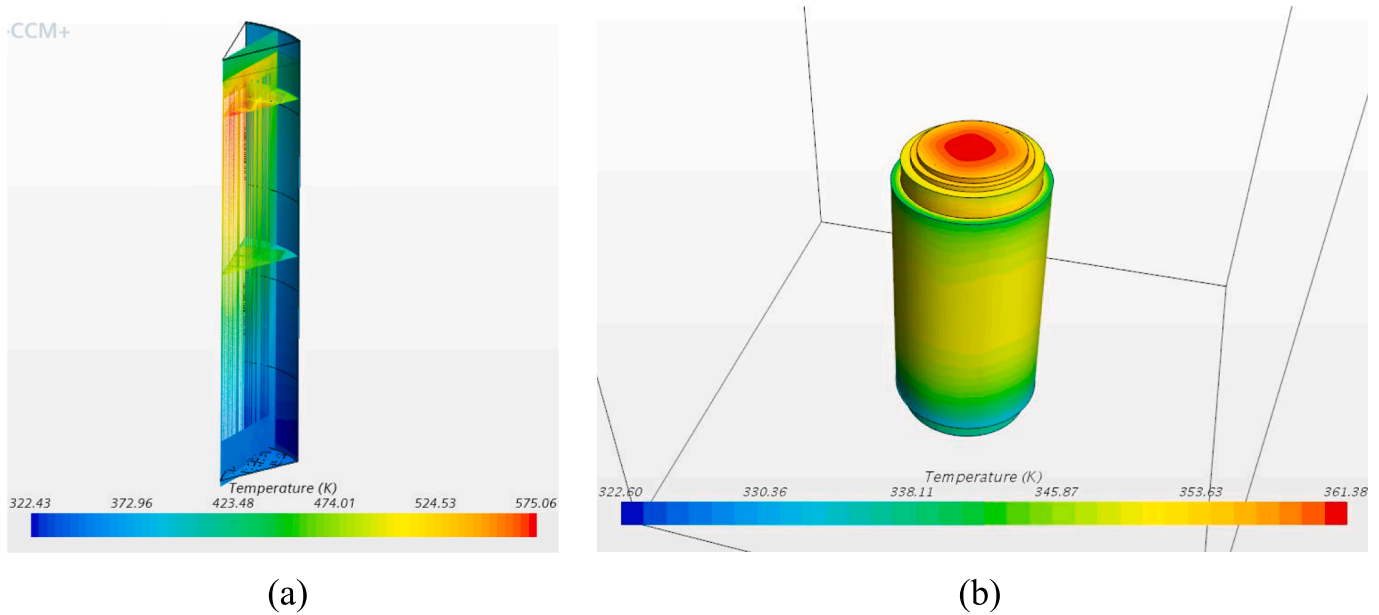 -CCM+
Temperature (K)
322.43 372.96 423.48 474.01 524.53 575.06
(a)
Temperature (K)
322.60 330.36 338.11 345.87 353.63 361.38
(b)